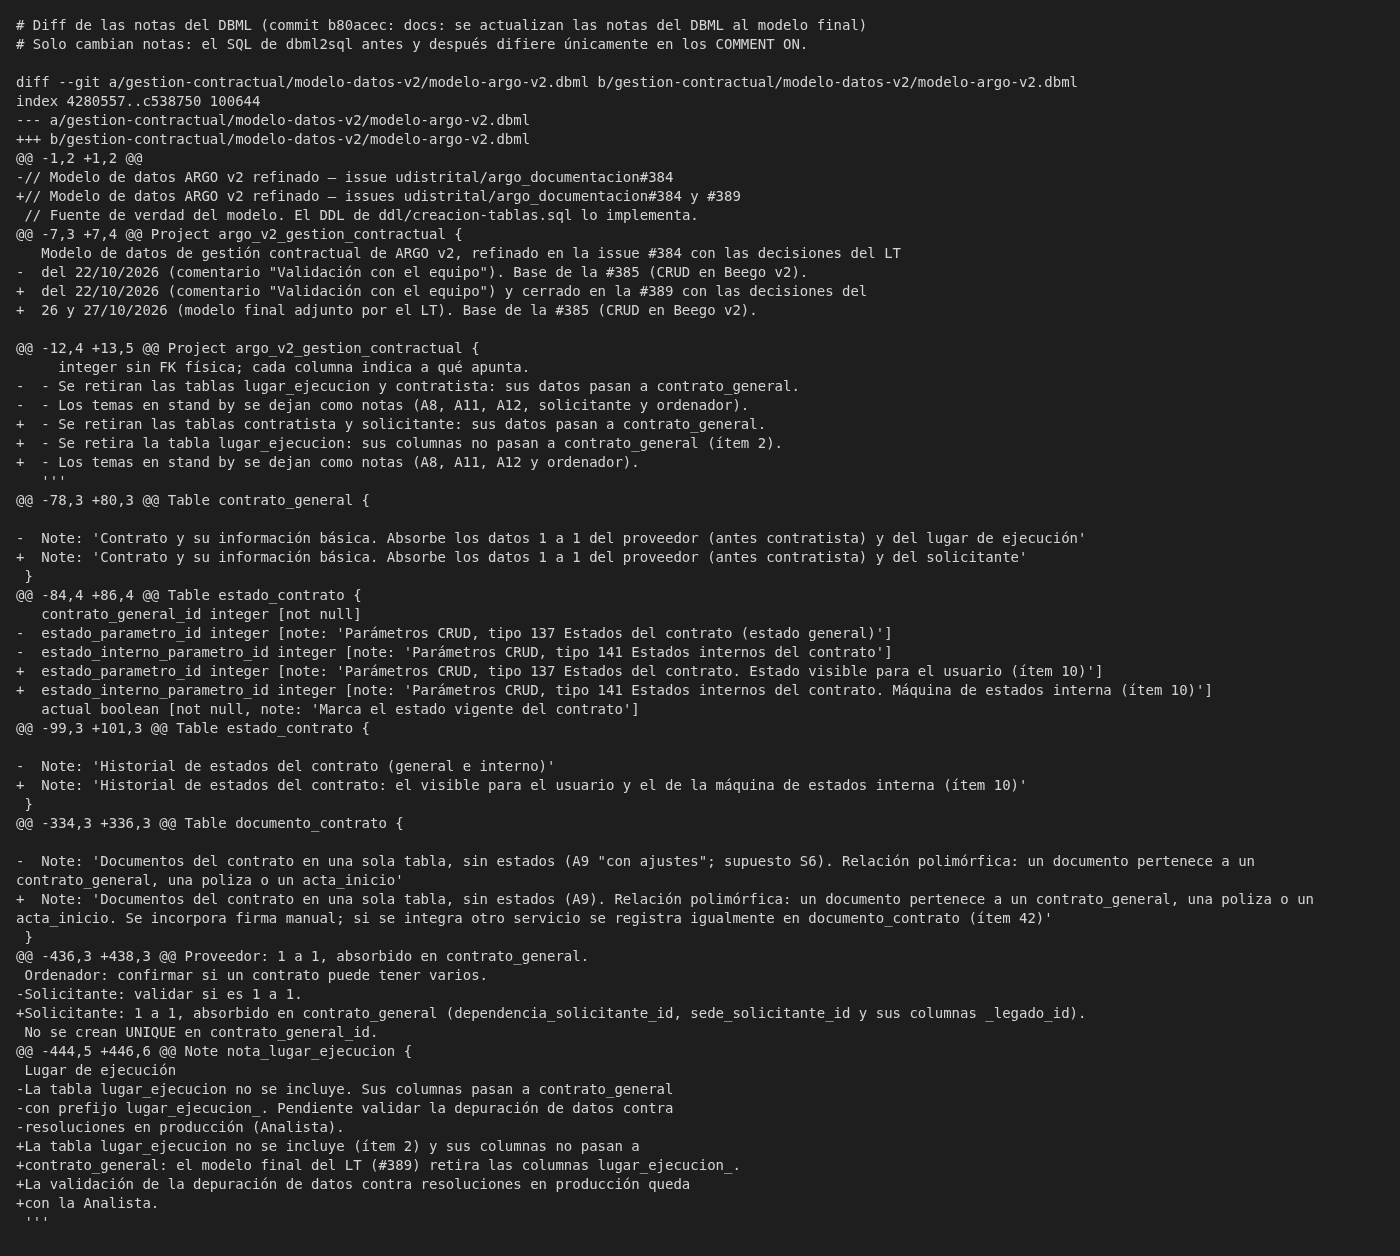 # Diff de las notas del DBML (commit b80acec: docs: se actualizan las notas del DBML al modelo final)
# Solo cambian notas: el SQL de dbml2sql antes y después difiere únicamente en los COMMENT ON.

diff --git a/gestion-contractual/modelo-datos-v2/modelo-argo-v2.dbml b/gestion-contractual/modelo-datos-v2/modelo-argo-v2.dbml
index 4280557..c538750 100644
--- a/gestion-contractual/modelo-datos-v2/modelo-argo-v2.dbml
+++ b/gestion-contractual/modelo-datos-v2/modelo-argo-v2.dbml
@@ -1,2 +1,2 @@
-// Modelo de datos ARGO v2 refinado — issue udistrital/argo_documentacion#384
+// Modelo de datos ARGO v2 refinado — issues udistrital/argo_documentacion#384 y #389
 // Fuente de verdad del modelo. El DDL de ddl/creacion-tablas.sql lo implementa.
@@ -7,3 +7,4 @@ Project argo_v2_gestion_contractual {
   Modelo de datos de gestión contractual de ARGO v2, refinado en la issue #384 con las decisiones del LT
-  del 22/10/2026 (comentario "Validación con el equipo"). Base de la #385 (CRUD en Beego v2).
+  del 22/10/2026 (comentario "Validación con el equipo") y cerrado en la #389 con las decisiones del
+  26 y 27/10/2026 (modelo final adjunto por el LT). Base de la #385 (CRUD en Beego v2).

@@ -12,4 +13,5 @@ Project argo_v2_gestion_contractual {
     integer sin FK física; cada columna indica a qué apunta.
-  - Se retiran las tablas lugar_ejecucion y contratista: sus datos pasan a contrato_general.
-  - Los temas en stand by se dejan como notas (A8, A11, A12, solicitante y ordenador).
+  - Se retiran las tablas contratista y solicitante: sus datos pasan a contrato_general.
+  - Se retira la tabla lugar_ejecucion: sus columnas no pasan a contrato_general (ítem 2).
+  - Los temas en stand by se dejan como notas (A8, A11, A12 y ordenador).
   '''
@@ -78,3 +80,3 @@ Table contrato_general {

-  Note: 'Contrato y su información básica. Absorbe los datos 1 a 1 del proveedor (antes contratista) y del lugar de ejecución'
+  Note: 'Contrato y su información básica. Absorbe los datos 1 a 1 del proveedor (antes contratista) y del solicitante'
 }
@@ -84,4 +86,4 @@ Table estado_contrato {
   contrato_general_id integer [not null]
-  estado_parametro_id integer [note: 'Parámetros CRUD, tipo 137 Estados del contrato (estado general)']
-  estado_interno_parametro_id integer [note: 'Parámetros CRUD, tipo 141 Estados internos del contrato']
+  estado_parametro_id integer [note: 'Parámetros CRUD, tipo 137 Estados del contrato. Estado visible para el usuario (ítem 10)']
+  estado_interno_parametro_id integer [note: 'Parámetros CRUD, tipo 141 Estados internos del contrato. Máquina de estados interna (ítem 10)']
   actual boolean [not null, note: 'Marca el estado vigente del contrato']
@@ -99,3 +101,3 @@ Table estado_contrato {

-  Note: 'Historial de estados del contrato (general e interno)'
+  Note: 'Historial de estados del contrato: el visible para el usuario y el de la máquina de estados interna (ítem 10)'
 }
@@ -334,3 +336,3 @@ Table documento_contrato {

-  Note: 'Documentos del contrato en una sola tabla, sin estados (A9 "con ajustes"; supuesto S6). Relación polimórfica: un documento pertenece a un
contrato_general, una poliza o un acta_inicio'
+  Note: 'Documentos del contrato en una sola tabla, sin estados (A9). Relación polimórfica: un documento pertenece a un contrato_general, una poliza o un
acta_inicio. Se incorpora firma manual; si se integra otro servicio se registra igualmente en documento_contrato (ítem 42)'
 }
@@ -436,3 +438,3 @@ Proveedor: 1 a 1, absorbido en contrato_general.
 Ordenador: confirmar si un contrato puede tener varios.
-Solicitante: validar si es 1 a 1.
+Solicitante: 1 a 1, absorbido en contrato_general (dependencia_solicitante_id, sede_solicitante_id y sus columnas _legado_id).
 No se crean UNIQUE en contrato_general_id.
@@ -444,5 +446,6 @@ Note nota_lugar_ejecucion {
 Lugar de ejecución
-La tabla lugar_ejecucion no se incluye. Sus columnas pasan a contrato_general
-con prefijo lugar_ejecucion_. Pendiente validar la depuración de datos contra
-resoluciones en producción (Analista).
+La tabla lugar_ejecucion no se incluye (ítem 2) y sus columnas no pasan a
+contrato_general: el modelo final del LT (#389) retira las columnas lugar_ejecucion_.
+La validación de la depuración de datos contra resoluciones en producción queda
+con la Analista.
 '''